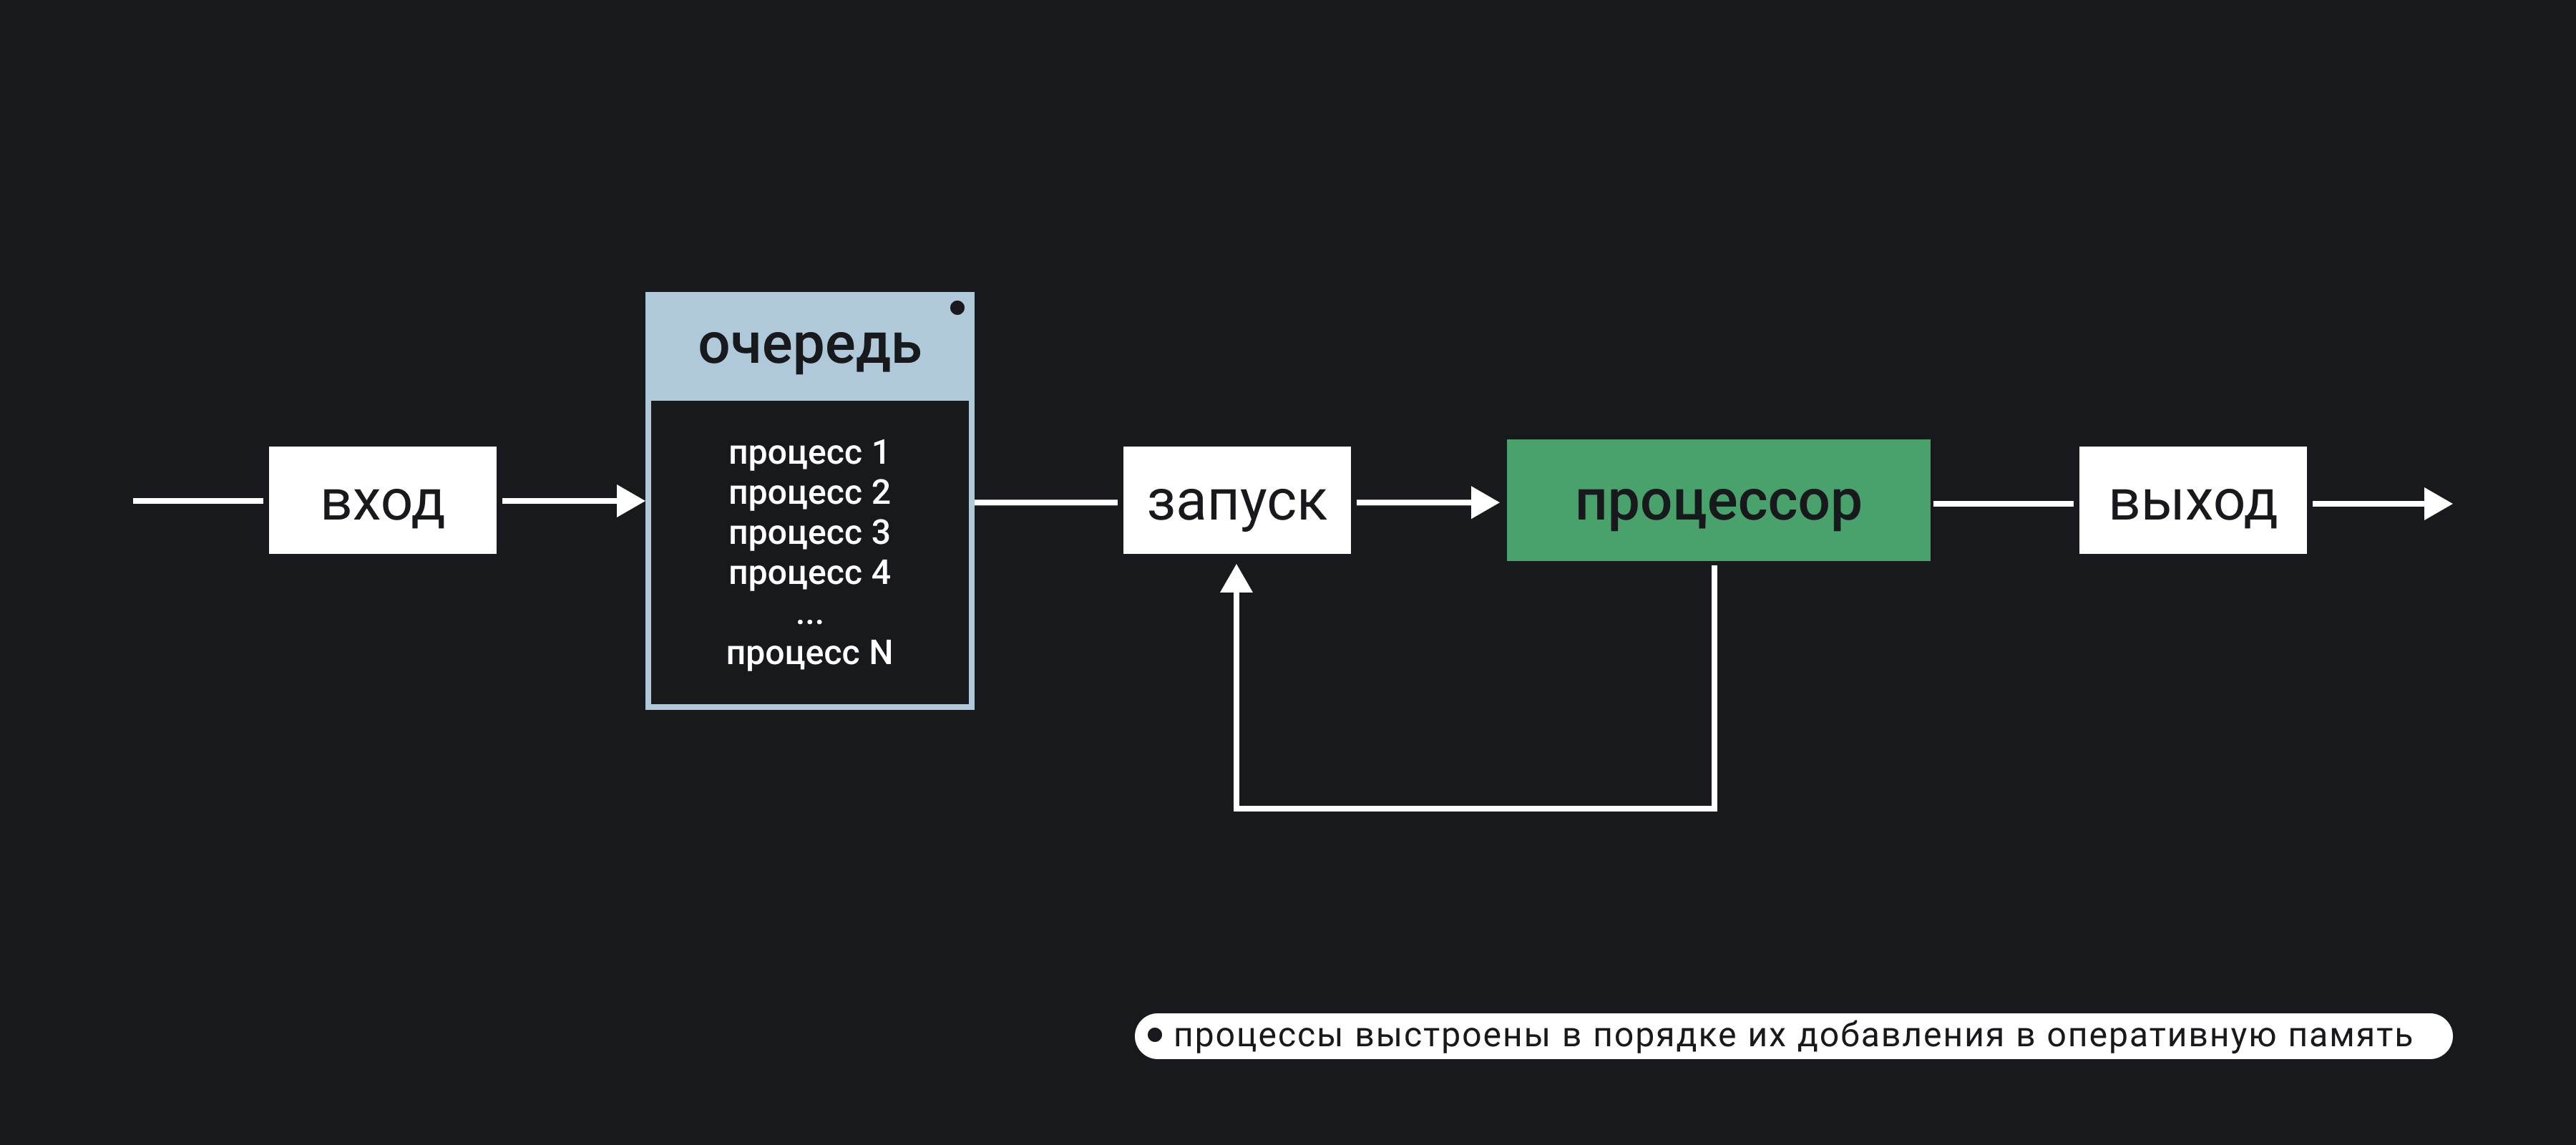 вход
очередь
процесс 1
процесс 2
процесс 3
процесс 4
...
процесс N
запуск
процессор
выход
• процессы выстроены в порядке их добавления в оперативную память